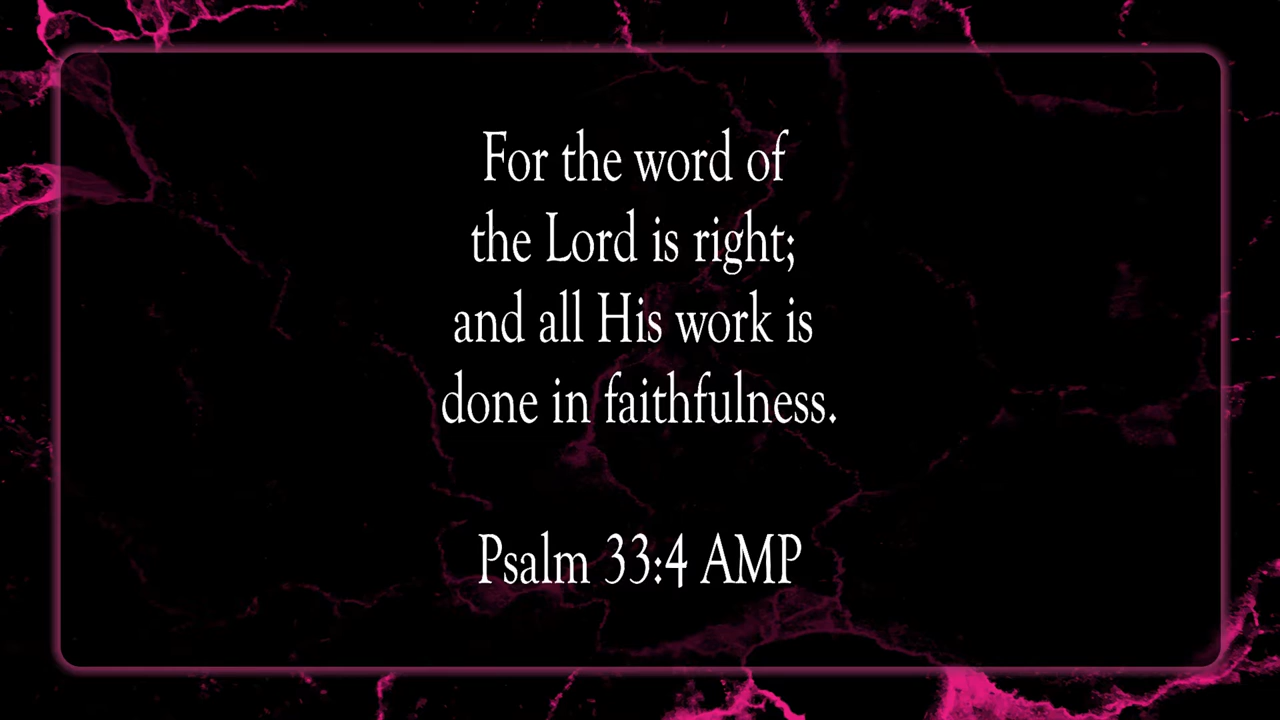 For the word of
the Lord is right;
and all His work is
done in faithfulness.
Psalm 33:4 AMP